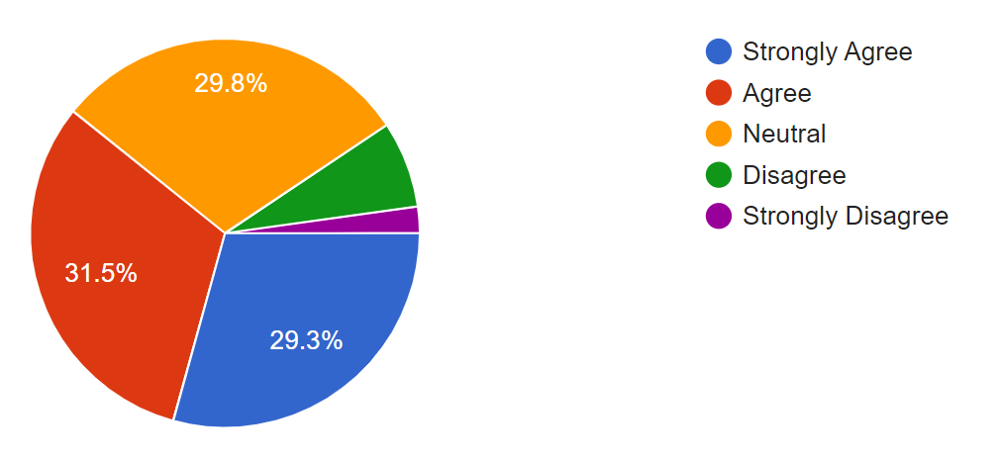 29.8%
31.5%
29.3%
Strongly Agree
Agree
Neutral
Disagree
Strongly Disagree